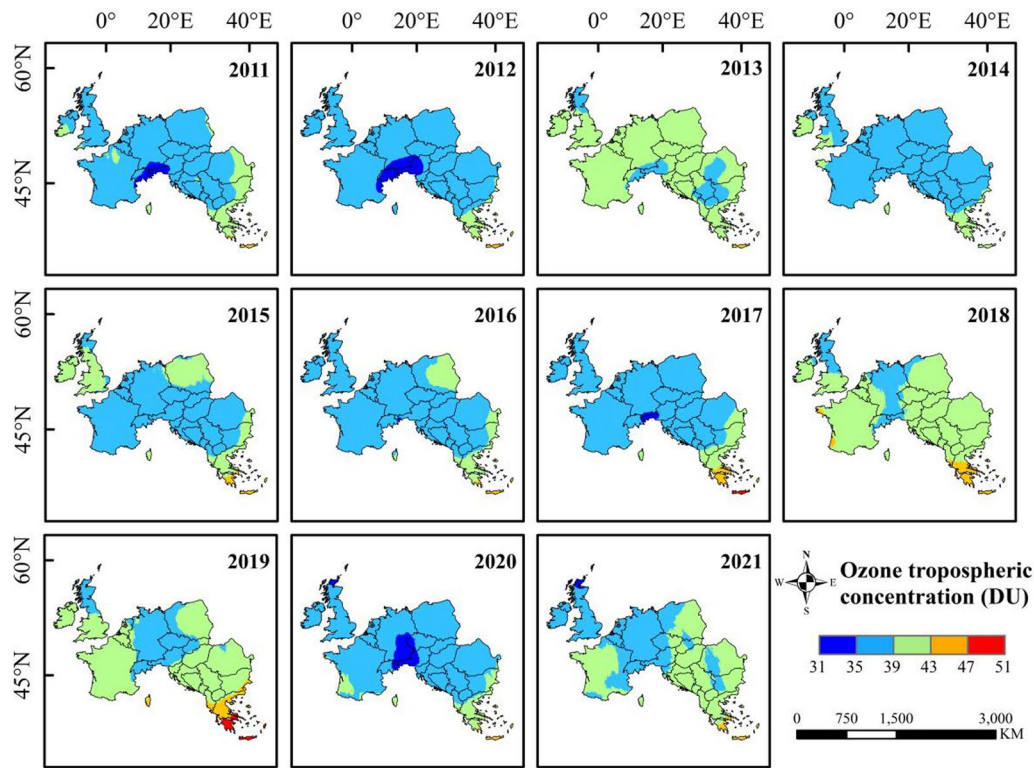 0° 20°E 40°E 0° 20°E 40°E 0° 20°E 40°E 0° 20°E 40°E
60°N
2011 2012 2013 2014
45°N
60°N
2015 2016 2017 2018
45°N
60°N
2019 2020 2021
N
W E
S
Ozone tropospheric
concentration (DU)
45°N
31 35 39 43 47 51
0 750 1,500 3,000
KM